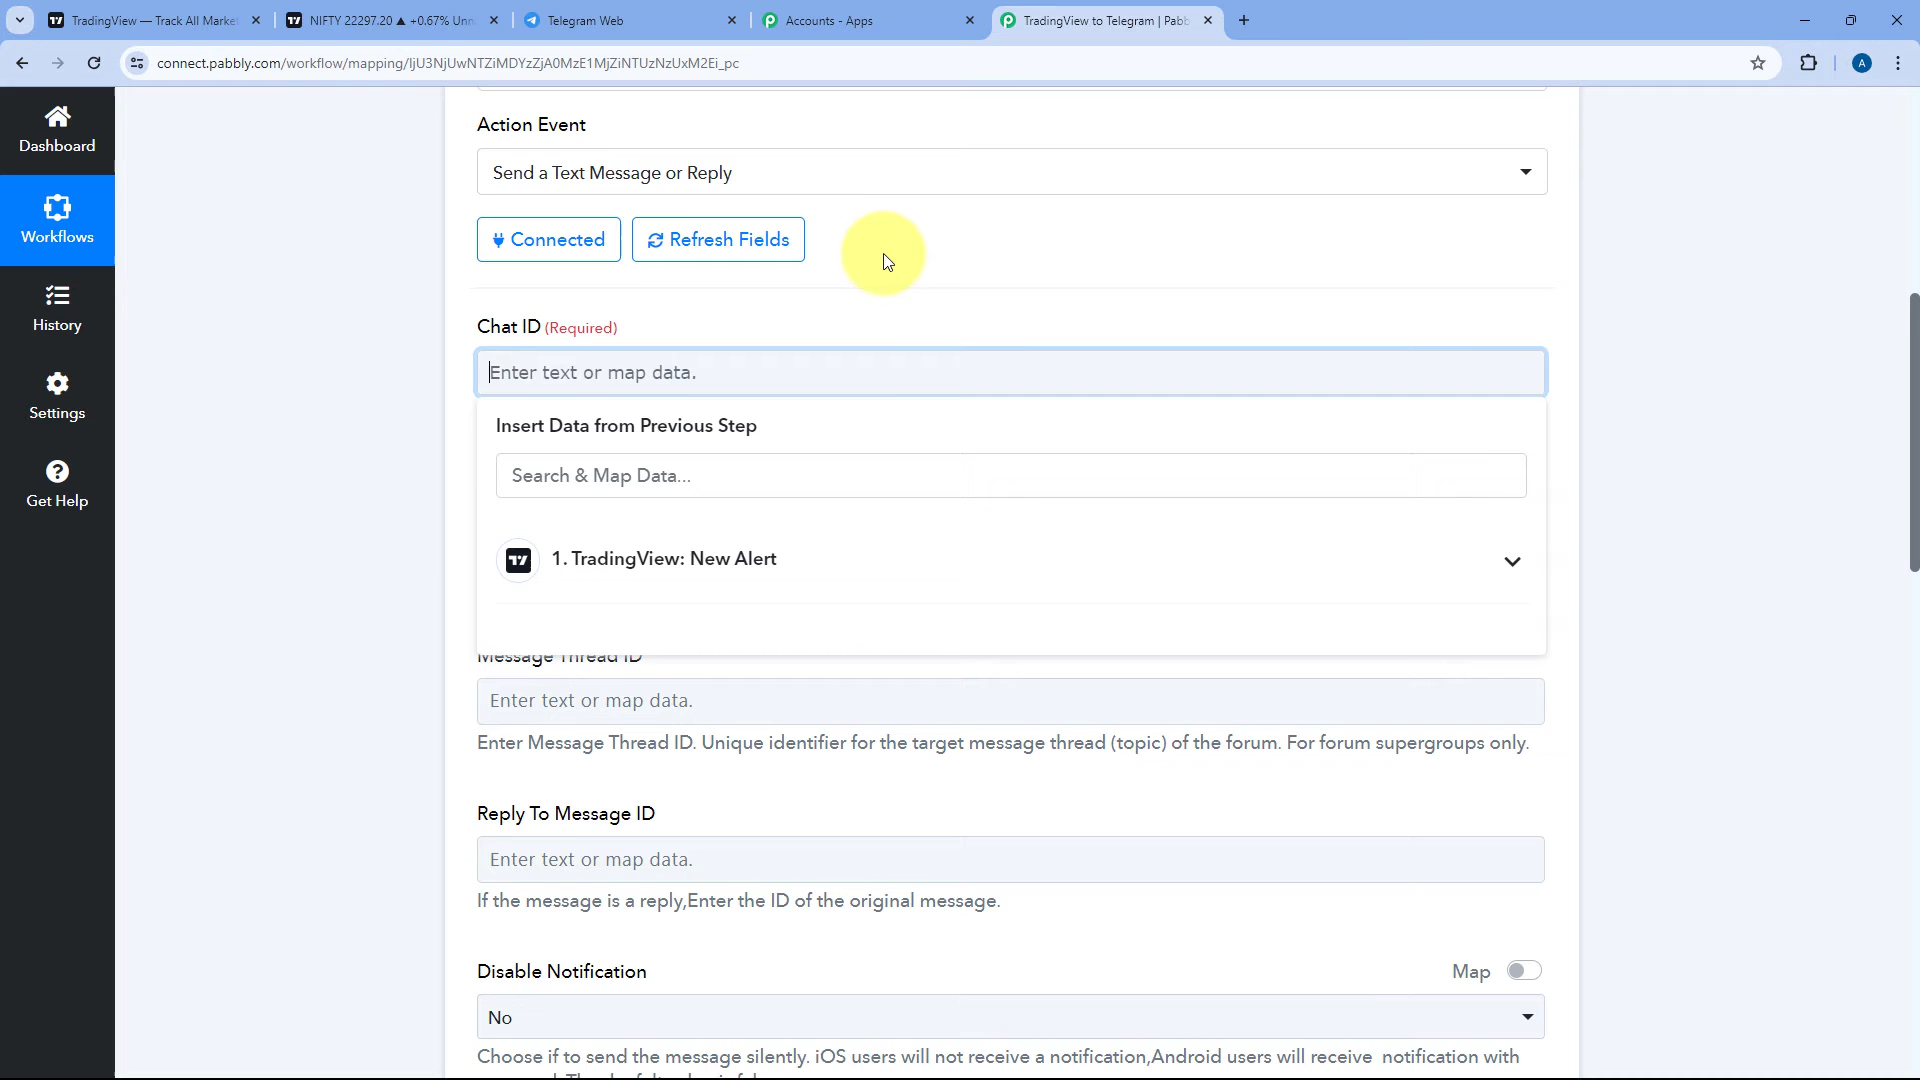 TradingView — Track All Marke
NIFTY 22297.20 ▲ +0.67% Unn
Telegram Web
Accounts - Apps
TradingView to Telegram | Pabb
connect.pabbly.com/workflow/mapping/IjU3NjUwNTZiMDYzZjA0MzE1MjZiNTUzNzUxM2Ei_pc
A
Dashboard
Workflows
History
Settings
Get Help
Action Event
Send a Text Message or Reply
Connected
Refresh Fields
Chat ID (Required)
Enter text or map data.
Insert Data from Previous Step
Search & Map Data...
1. TradingView: New Alert
Message Thread ID
Enter text or map data.
Enter Message Thread ID. Unique identifier for the target message thread (topic) of the forum. For forum supergroups only.
Reply To Message ID
Enter text or map data.
If the message is a reply,Enter the ID of the original message.
Disable Notification
Map
No
Choose if to send the message silently. iOS users will not receive a notification,Android users will receive notification with